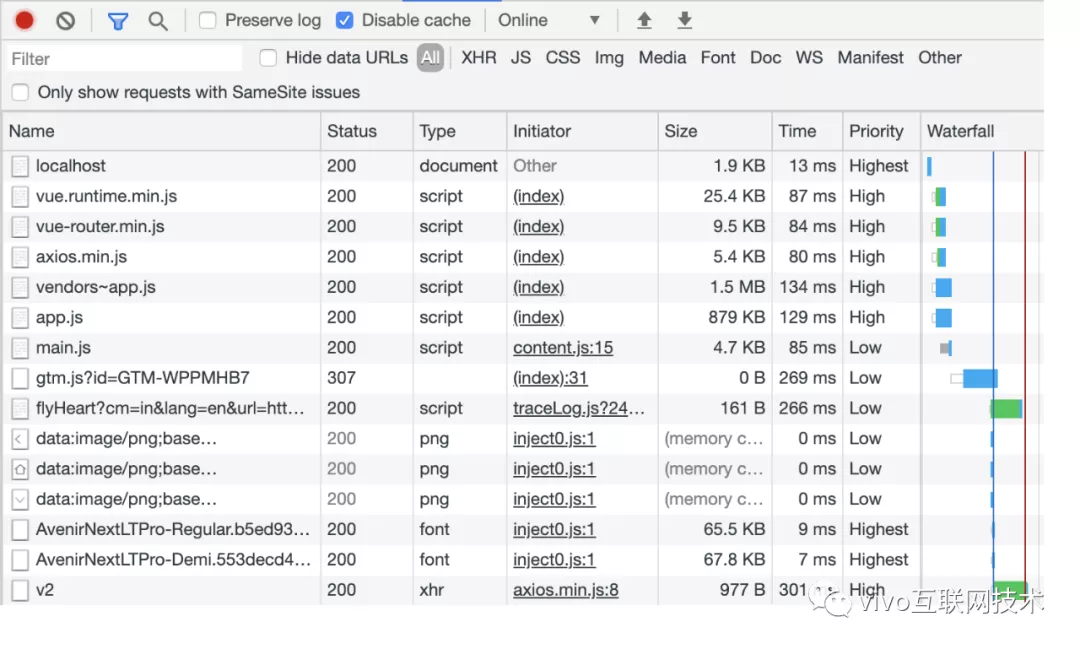 Preserve log Disable cache Online
Filter Hide data URLs All XHR JS CSS Img Media Font Doc WS Manifest Other
Only show requests with SameSite issues
Name Status Type Initiator Size Time Priority Waterfall
localhost 200 document Other 1.9 KB 13 ms Highest
vue.runtime.min.js 200 script (index) 25.4 KB 87 ms High
vue-router.min.js 200 script (index) 9.5 KB 84 ms High
axios.min.js 200 script (index) 5.4 KB 80 ms High
vendors~app.js 200 script (index) 1.5 MB 134 ms High
app.js 200 script (index) 879 KB 129 ms High
main.js 200 script content.js:15 4.7 KB 85 ms Low
gtm.js?id=GTM-WPPMHB7 307 (index):31 0 B 269 ms Low
flyHeart?cm=in&lang=en&url=htt... 200 script traceLog.js?24... 161 B 266 ms Low
data:image/png;base... 200 png inject0.js:1 (memory c... 0 ms Low
data:image/png;base... 200 png inject0.js:1 (memory c... 0 ms Low
data:image/png;base... 200 png inject0.js:1 (memory c... 0 ms Low
AvenirNextLTPro-Regular.b5ed93... 200 font inject0.js:1 65.5 KB 9 ms Highest
AvenirNextLTPro-Demi.553decd4... 200 font inject0.js:1 67.8 KB 7 ms Highest
v2 200 xhr axios.min.js:8 977 B 301 ms High
vivo互联网技术